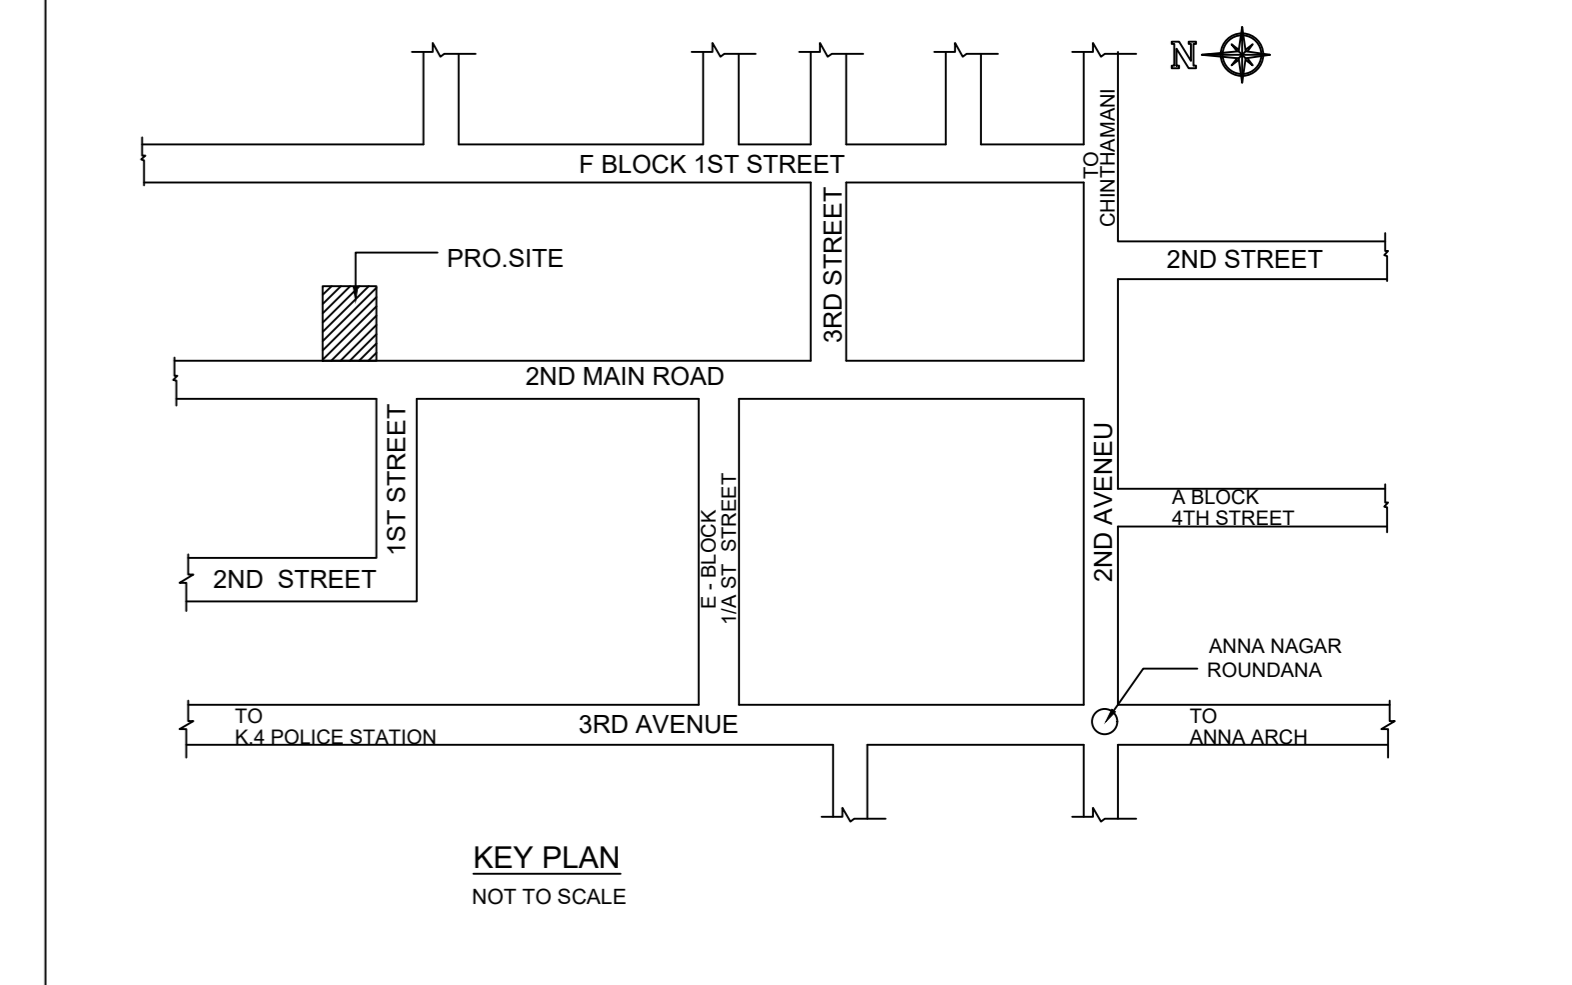 N
TO
CHINTHAMANI
F BLOCK 1ST STREET
3RD STREET
2ND STREET
PRO.SITE
2ND MAIN ROAD
1ST STREET
2ND AVENEU
E - BLOCK
1/A ST STREET
A BLOCK
4TH STREET
2ND STREET
ANNA NAGAR
ROUNDANA
TO
K.4 POLICE STATION
3RD AVENUE
TO
ANNA ARCH
KEY PLAN
NOT TO SCALE